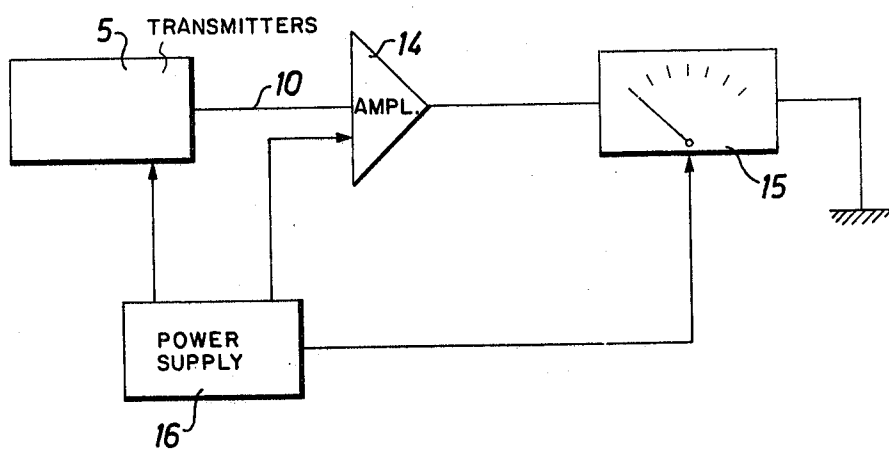 5 TRANSMITTERS
10
14
AMPL.
15
POWER
SUPPLY
16